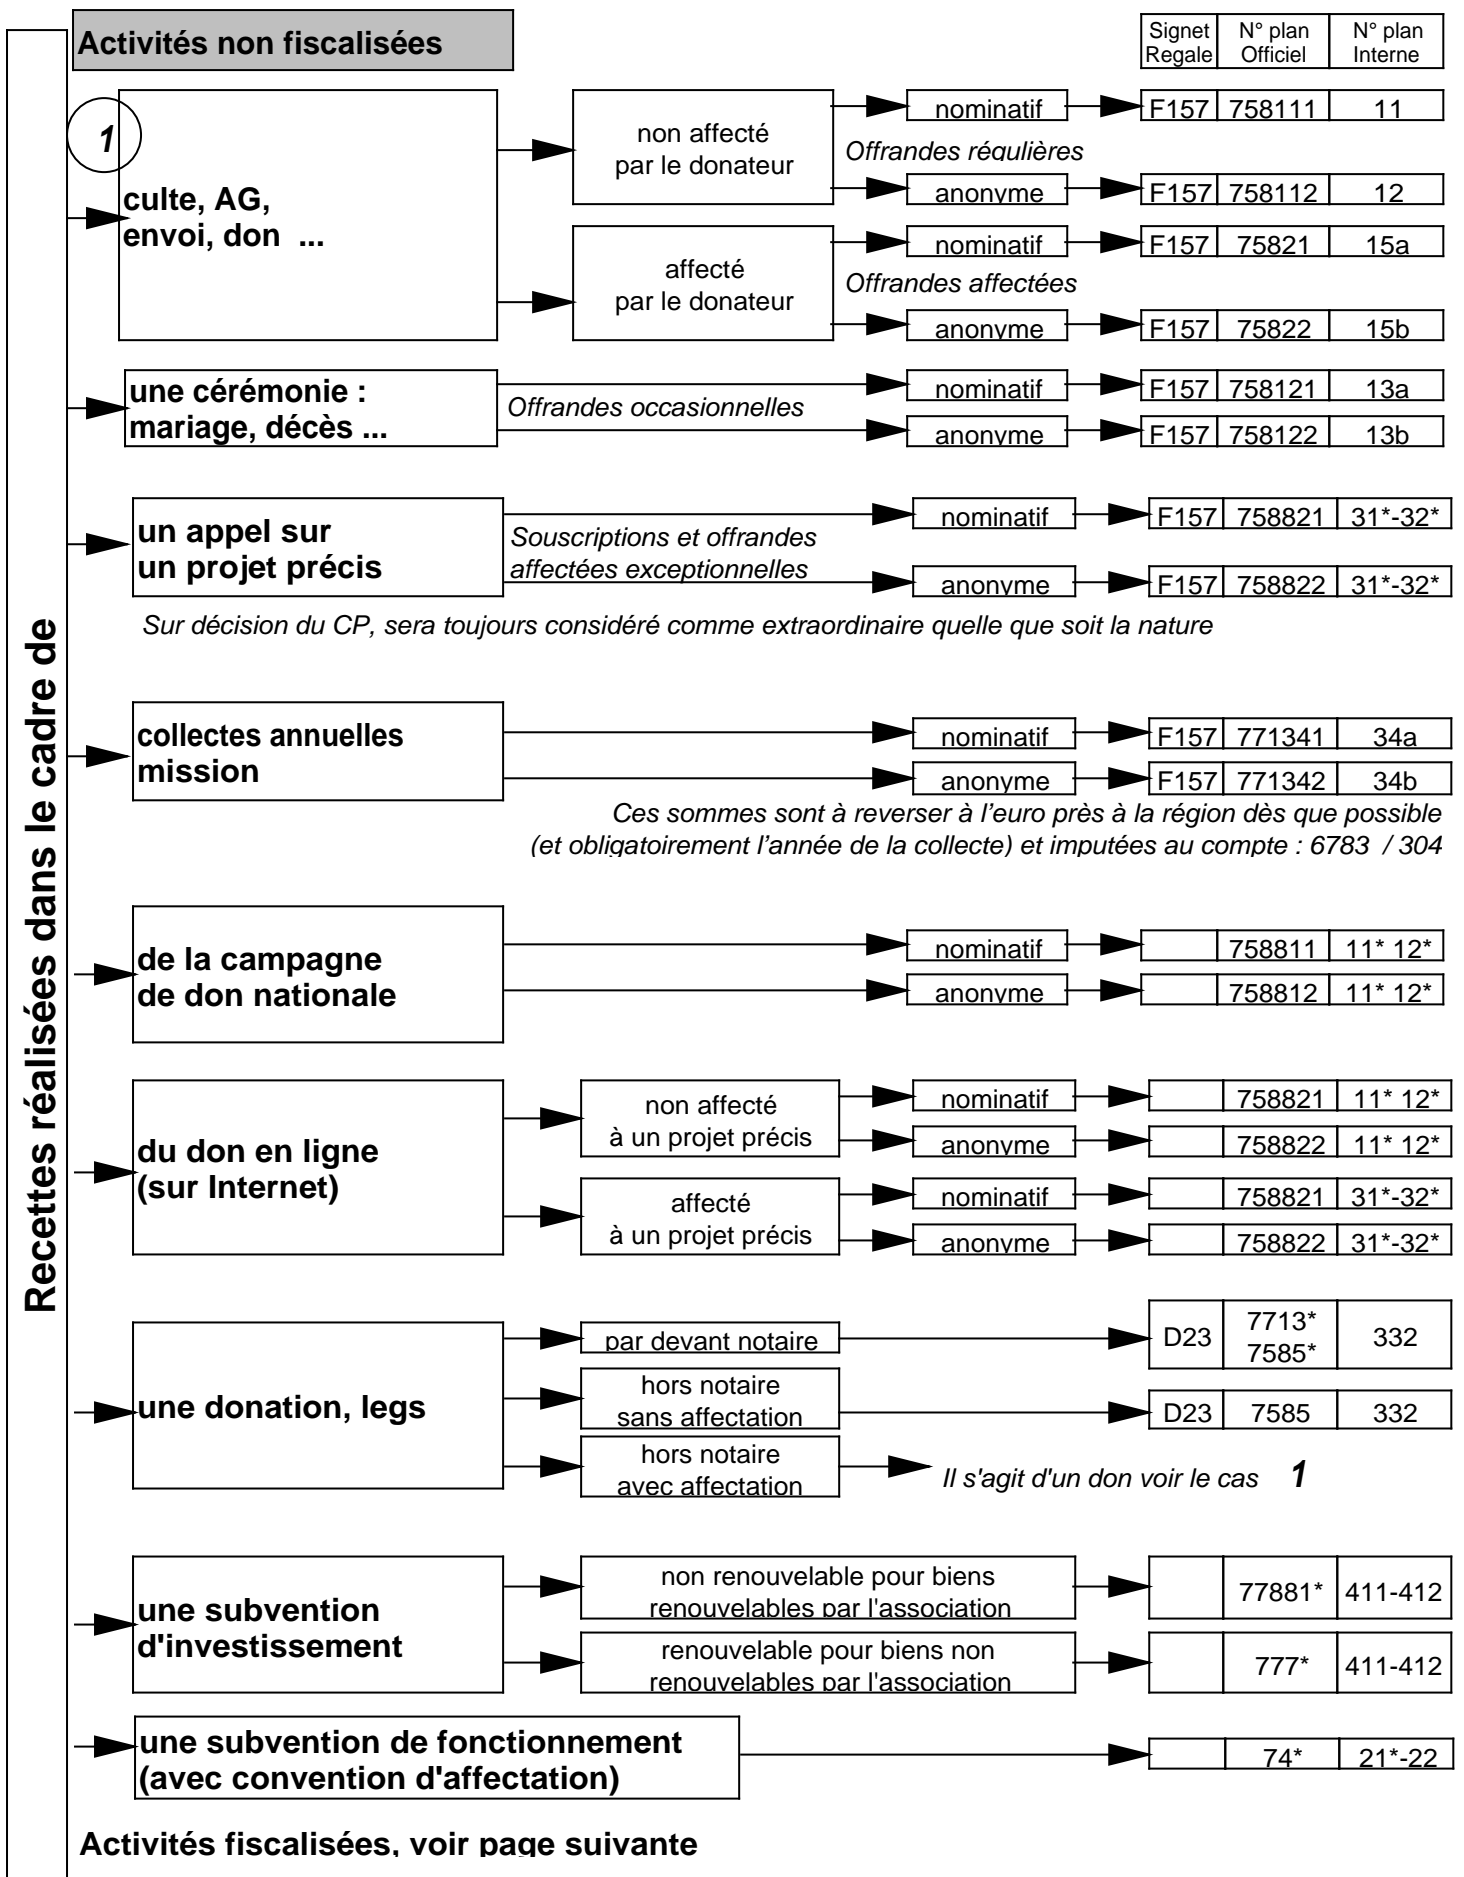 Activités non fiscalisées
Signet Regale
N° plan Officiel
N° plan Interne
Recettes réalisées dans le cadre de
1
culte, AG,
envoi, don ...
non affecté
par le donateur
nominatif
F157 758111 11
Offrandes régulières
anonyme
F157 758112 12
affecté
par le donateur
nominatif
F157 75821 15a
Offrandes affectées
anonyme
F157 75822 15b
une cérémonie :
mariage, décès ...
Offrandes occasionnelles
nominatif
F157 758121 13a
anonyme
F157 758122 13b
un appel sur
un projet précis
Souscriptions et offrandes
affectées exceptionnelles
nominatif
F157 758821 31*-32*
anonyme
F157 758822 31*-32*
Sur décision du CP, sera toujours considéré comme extraordinaire quelle que soit la nature
collectes annuelles
mission
nominatif
F157 771341 34a
anonyme
F157 771342 34b
Ces sommes sont à reverser à l'euro près à la région dès que possible
(et obligatoirement l'année de la collecte) et imputées au compte : 6783 / 304
de la campagne
de don nationale
nominatif
758811 11* 12*
anonyme
758812 11* 12*
du don en ligne
(sur Internet)
non affecté
à un projet précis
nominatif
758821 11* 12*
anonyme
758822 11* 12*
affecté
à un projet précis
nominatif
758821 31*-32*
anonyme
758822 31*-32*
une donation, legs
par devant notaire
D23 7713* 332
7585*
hors notaire
sans affectation
D23 7585 332
hors notaire
avec affectation
Il s'agit d'un don voir le cas 1
une subvention
d'investissement
non renouvelable pour biens
renouvelables par l'association
77881* 411-412
renouvelable pour biens non
renouvelables par l'association
777* 411-412
une subvention de fonctionnement
(avec convention d'affectation)
74* 21*-22
Activités fiscalisées, voir page suivante